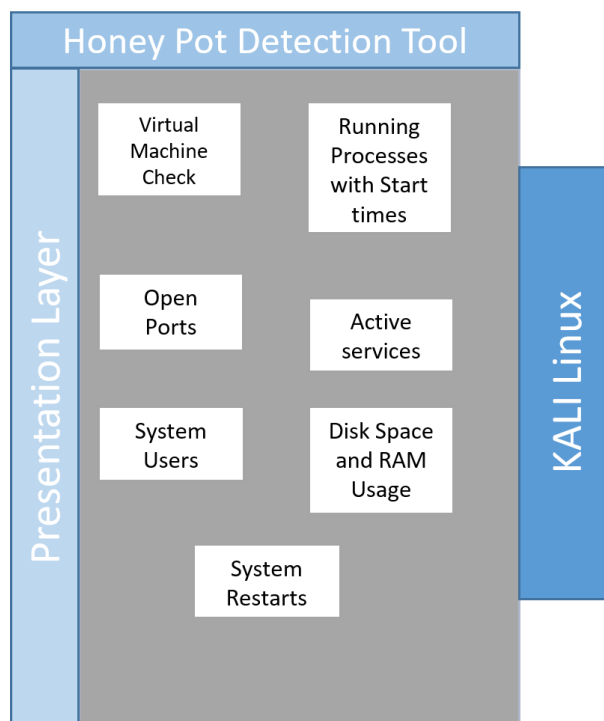 Honey Pot Detection Tool
Presentation Layer
Virtual
Machine
Check
Running
Processes
with Start
times
Open
Ports
Active
services
System
Users
Disk Space
and RAM
Usage
System
Restarts
KALI Linux